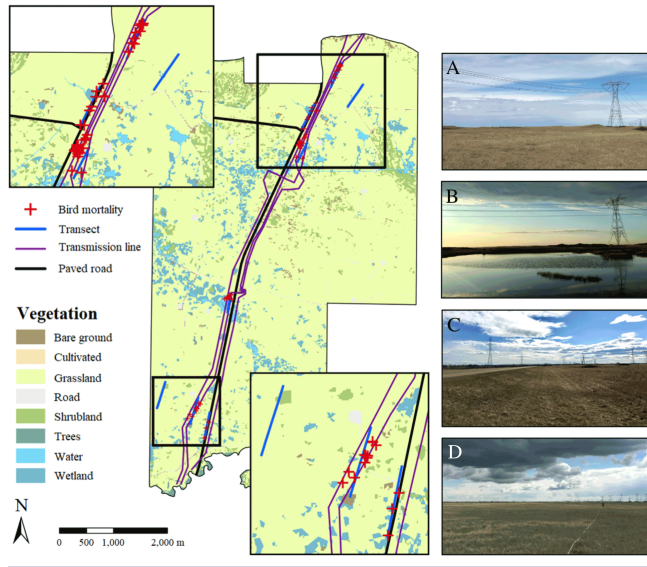 Bird mortality
Transect
Transmission line
Paved road
Vegetation
Bare ground
Cultivated
Grassland
Road
Shrubland
Trees
Water
Wetland
N
0 500 1,000 2,000 m
A
B
C
D